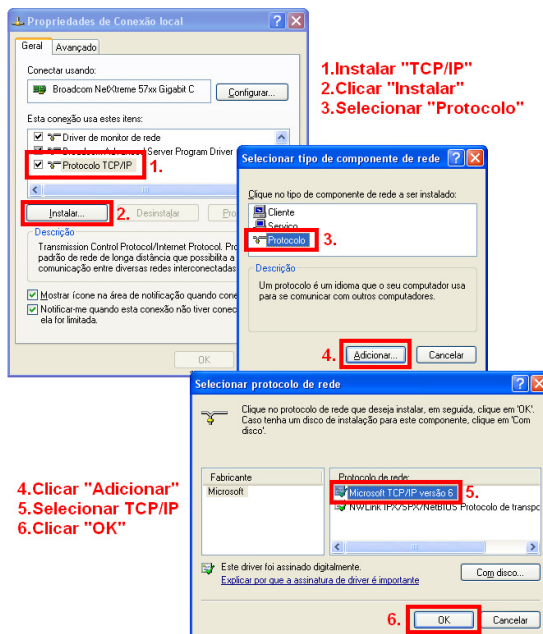 Propriedades de Conexão local
Geral
Avançado
Conectar usando:
Broadcom NetXtreme 57xx Gigabit C
Configurar...
Esta conexão usa estes itens:
Driver de monitor de rede
Broadcom Advanced Server Program Driver
Protocolo TCP/IP
1.
Instalar...
2.
Desinstalar
Pro
Descrição
Transmission Control Protocol/Internet Protocol. Pro
padrão de rede de longa distância que possibilita a
comunicação entre diversas redes interconectadas
Mostrar ícone na área de notificação quando cone
Notificar-me quando esta conexão não tiver conec
ela for limitada.
OK
1.Instalar "TCP/IP"
2.Clicar "Instalar"
3.Selecionar "Protocolo"
Selecionar tipo de componente de rede
Clique no tipo de componente de rede a ser instalado:
Cliente
Serviço
Protocolo
3.
Descrição
Um protocolo é um idioma que o seu computador usa
para se comunicar com outros computadores.
4.
Adicionar...
Cancelar
Selecionar protocolo de rede
Clique no protocolo de rede que deseja instalar, em seguida, clique em 'OK'.
Caso tenha um disco de instalação para este componente, clique em 'Com
disco'.
Fabricante
Microsoft
Protocolo de rede:
Microsoft TCP/IP versão 6
5.
NWLink IPX/SPX/NetBIOS Protocolo de transpo
Este driver foi assinado digitalmente.
Explicar por que a assinatura de driver é importante
Com disco...
6.
OK
Cancelar
4.Clicar "Adicionar"
5.Selecionar TCP/IP
6.Clicar "OK"